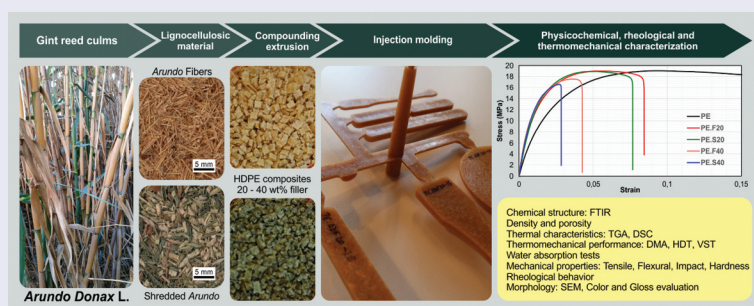 Gint reed culms
Lignocellulosic
material
Compounding
extrusion
Injection molding
Physicochemical, rheological and
thermomechanical characterization
Arundo Fibers
5 mm
HDPE composites
20 - 40 wt% filler
5 mm
Shredded Arundo
Arundo Donax L.
Stress (MPa)
20
18
16
14
12
10
8
6
4
2
0
0
0,05
0,1
0,15
Strain
PE
PE.F20
PE.S20
PE.F40
PE.S40
Chemical structure: FTIR
Density and porosity
Thermal characteristics: TGA, DSC
Thermomechanical performance: DMA, HDT, VST
Water absorption tests
Mechanical properties: Tensile, Flexural, Impact, Hardness
Rheological behavior
Morphology: SEM, Color and Gloss evaluation